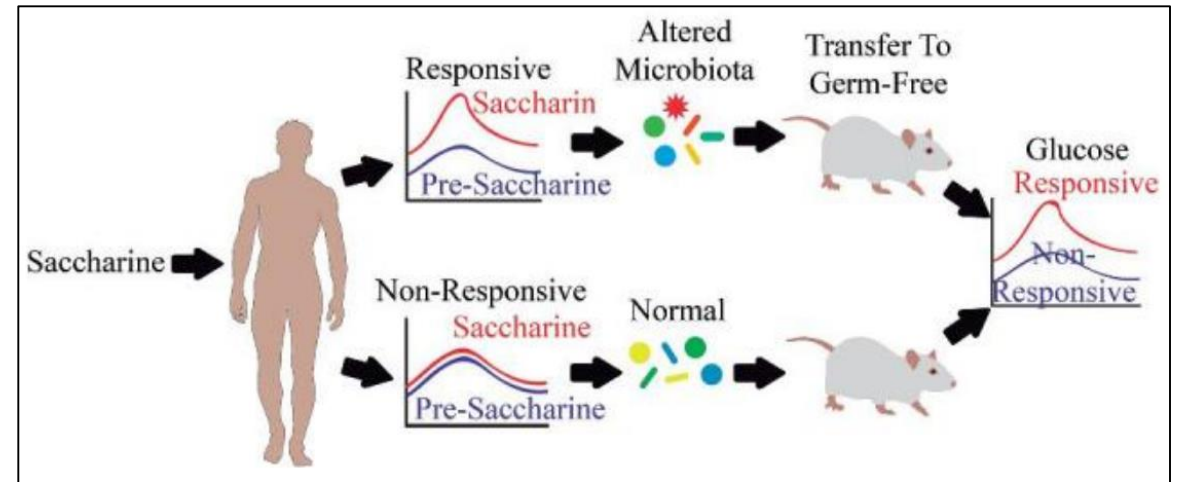 Saccharine
Responsive
Saccharin
Pre-Saccharine
Altered
Microbiota
Transfer To
Germ-Free
Non-Responsive
Saccharine
Pre-Saccharine
Normal
Glucose
Responsive
Non-
Responsive